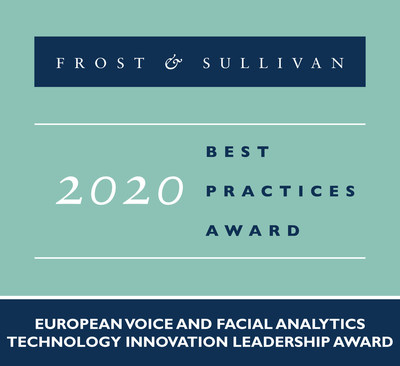 FROST & SULLIVAN
BEST
2020 PRACTICES
AWARD
EUROPEAN VOICE AND FACIAL ANALYTICS
TECHNOLOGY INNOVATION LEADERSHIP AWARD